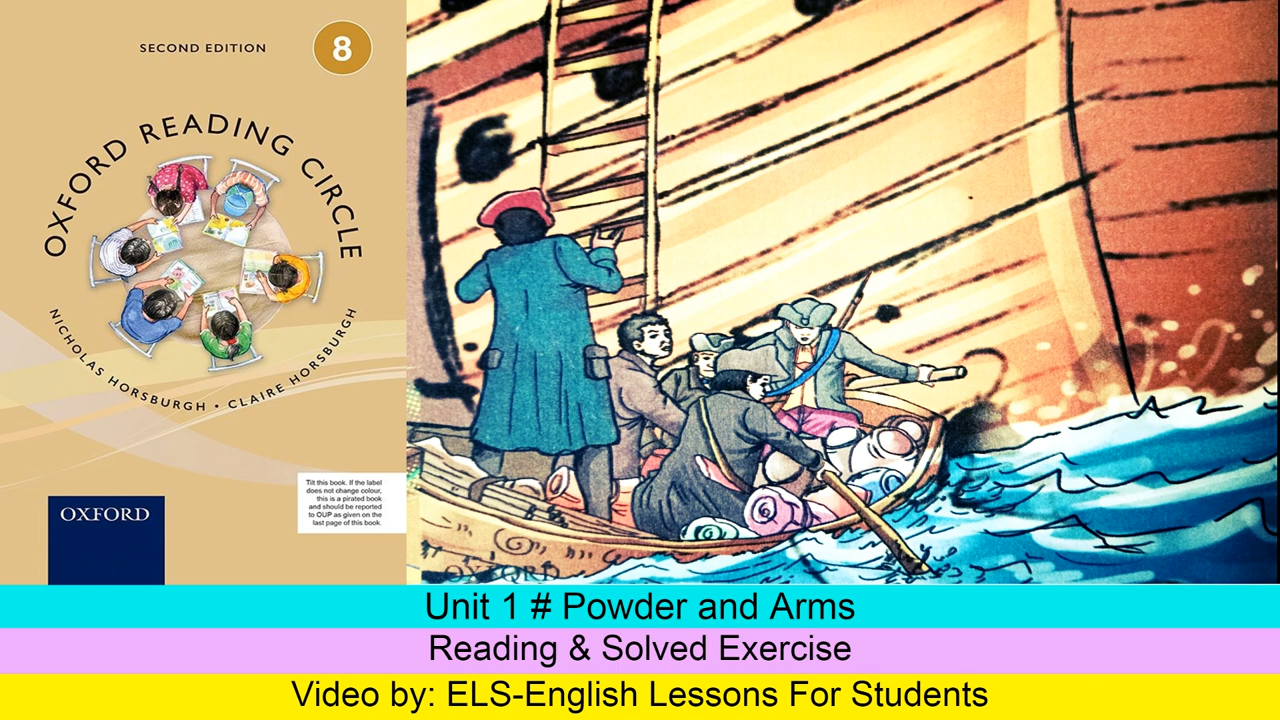 SECOND EDITION
8
OXFORD READING CIRCLE
NICHOLAS HORSBURGH • CLAIRE HORSBURGH
Tilt this book. If the label
does not change colour,
this is a pirated book
and should be reported
to OUP as given on the
last page of this book.
OXFORD
OXFORD
Unit 1 # Powder and Arms
Reading & Solved Exercise
Video by: ELS-English Lessons For Students